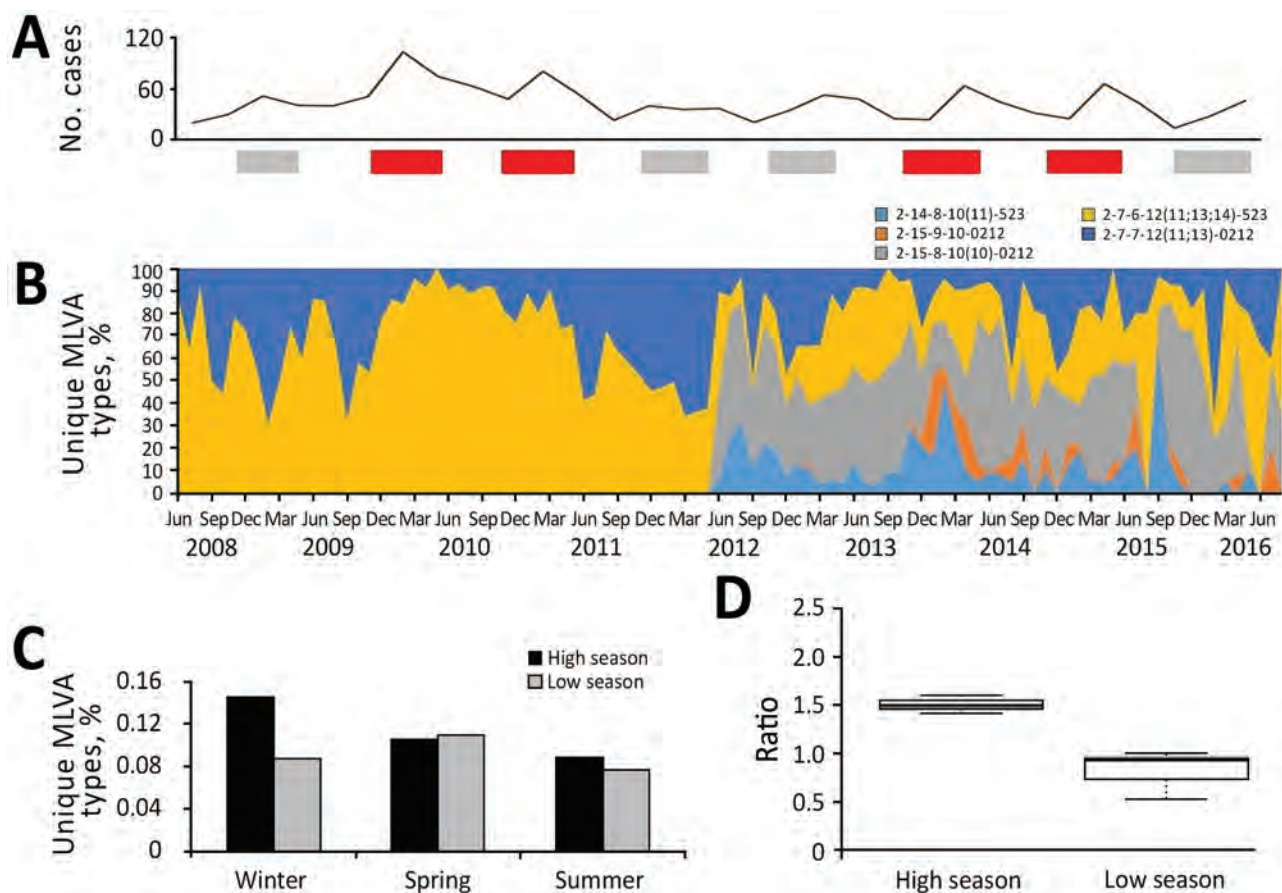 A
No. cases
120
60
0
2-14-8-10(11)-523
2-15-9-10-0212
2-15-8-10(10)-0212
2-7-6-12(11;13;14)-523
2-7-7-12(11;13)-0212
B
Unique MLVA
types, %
100
90
80
70
60
50
40
30
20
10
0
Jun Sep Dec Mar Jun Sep Dec Mar Jun Sep Dec Mar Jun Sep Dec Mar Jun Sep Dec Mar Jun Sep Dec Mar Jun Sep Dec Mar Jun Sep Dec Mar Jun
2008 2009 2010 2011 2012 2013 2014 2015 2016
C
Unique MLVA
types, %
0.16
0.12
0.08
0.04
0
High season
Low season
Winter Spring Summer
D
Ratio
2.5
2.0
1.5
1.0
0.5
0
High season Low season